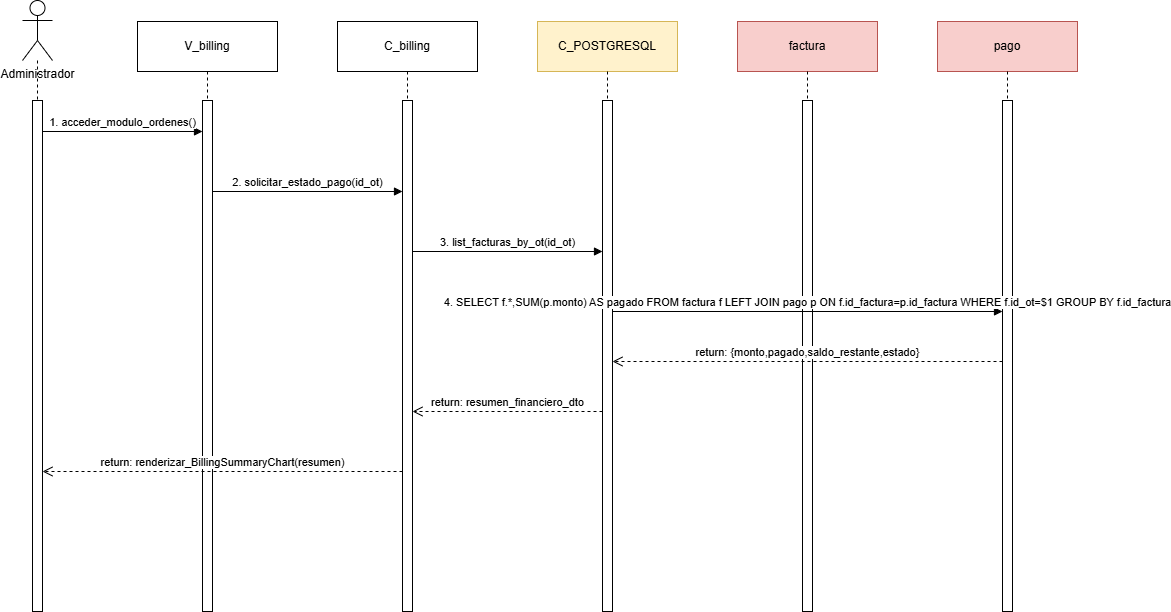 Administrador
V_billing
C_billing
C_POSTGRESQL
factura
pago
1. acceder_modulo_ordenes()
2. solicitar_estado_pago(id_ot)
3. list_facturas_by_ot(id_ot)
4. SELECT f.*,SUM(p.monto) AS pagado FROM factura f LEFT JOIN pago p ON f.id_factura=p.id_factura WHERE f.id_ot=$1 GROUP BY f.id_factura
return: {monto,pagado,saldo_restante,estado}
return: resumen_financiero_dto
return: renderizar_BillingSummaryChart(resumen)